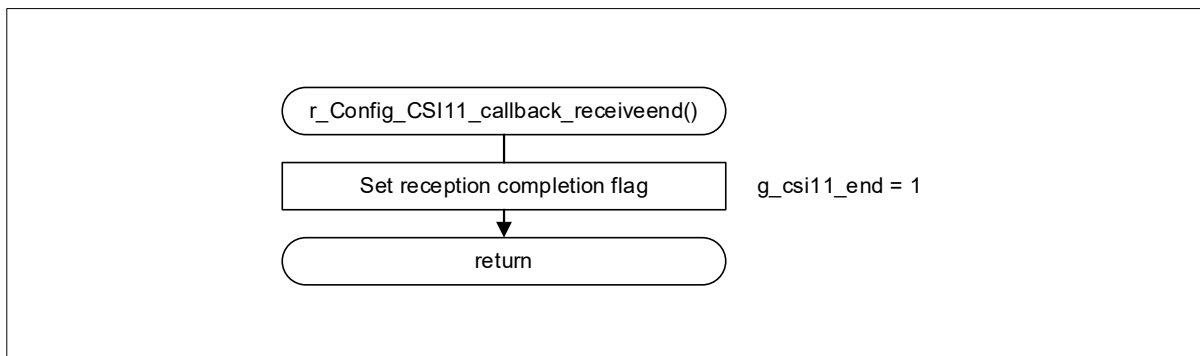 r_Config_CSI11_callback_receiveend()
Set reception completion flag
g_csi11_end = 1
return